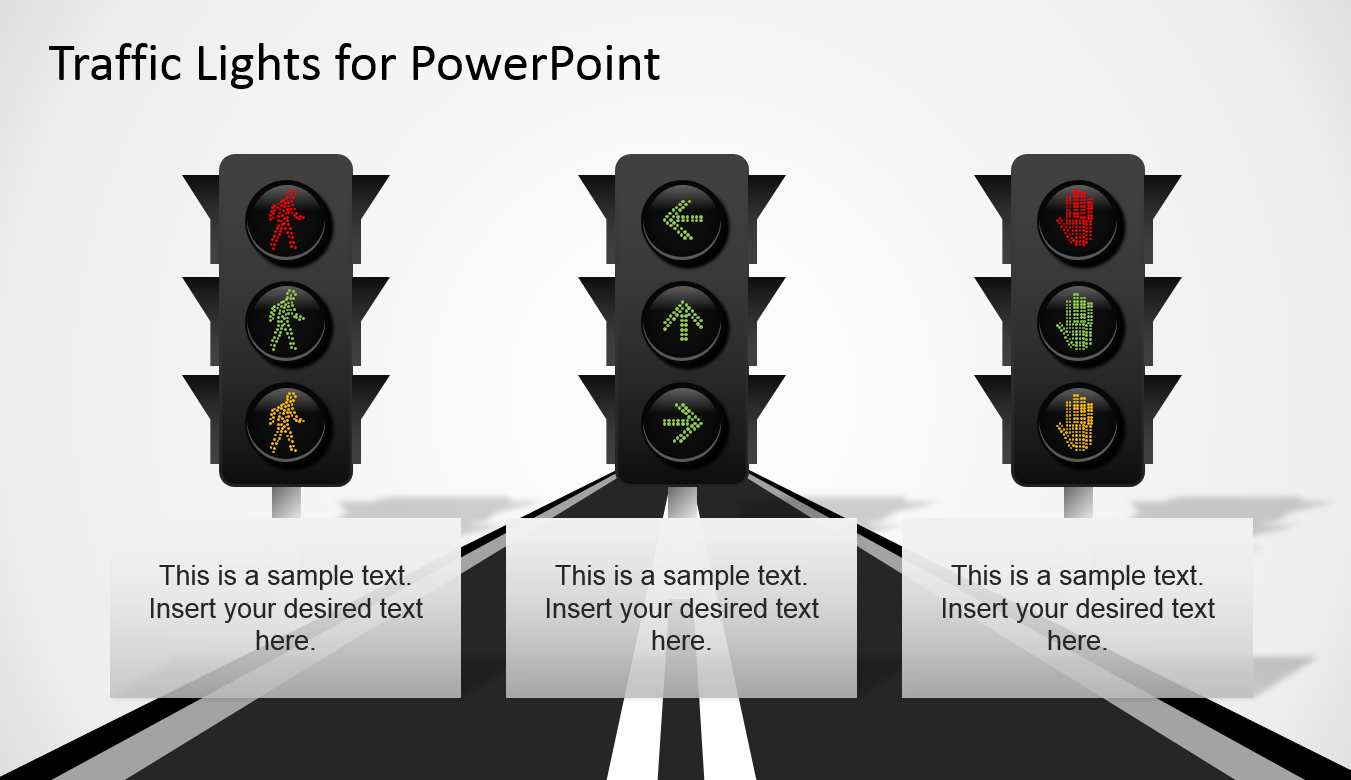 Traffic Lights for PowerPoint
This is a sample text.
Insert your desired text
here.
This is a sample text.
Insert your desired text
here.
This is a sample text.
Insert your desired text
here.